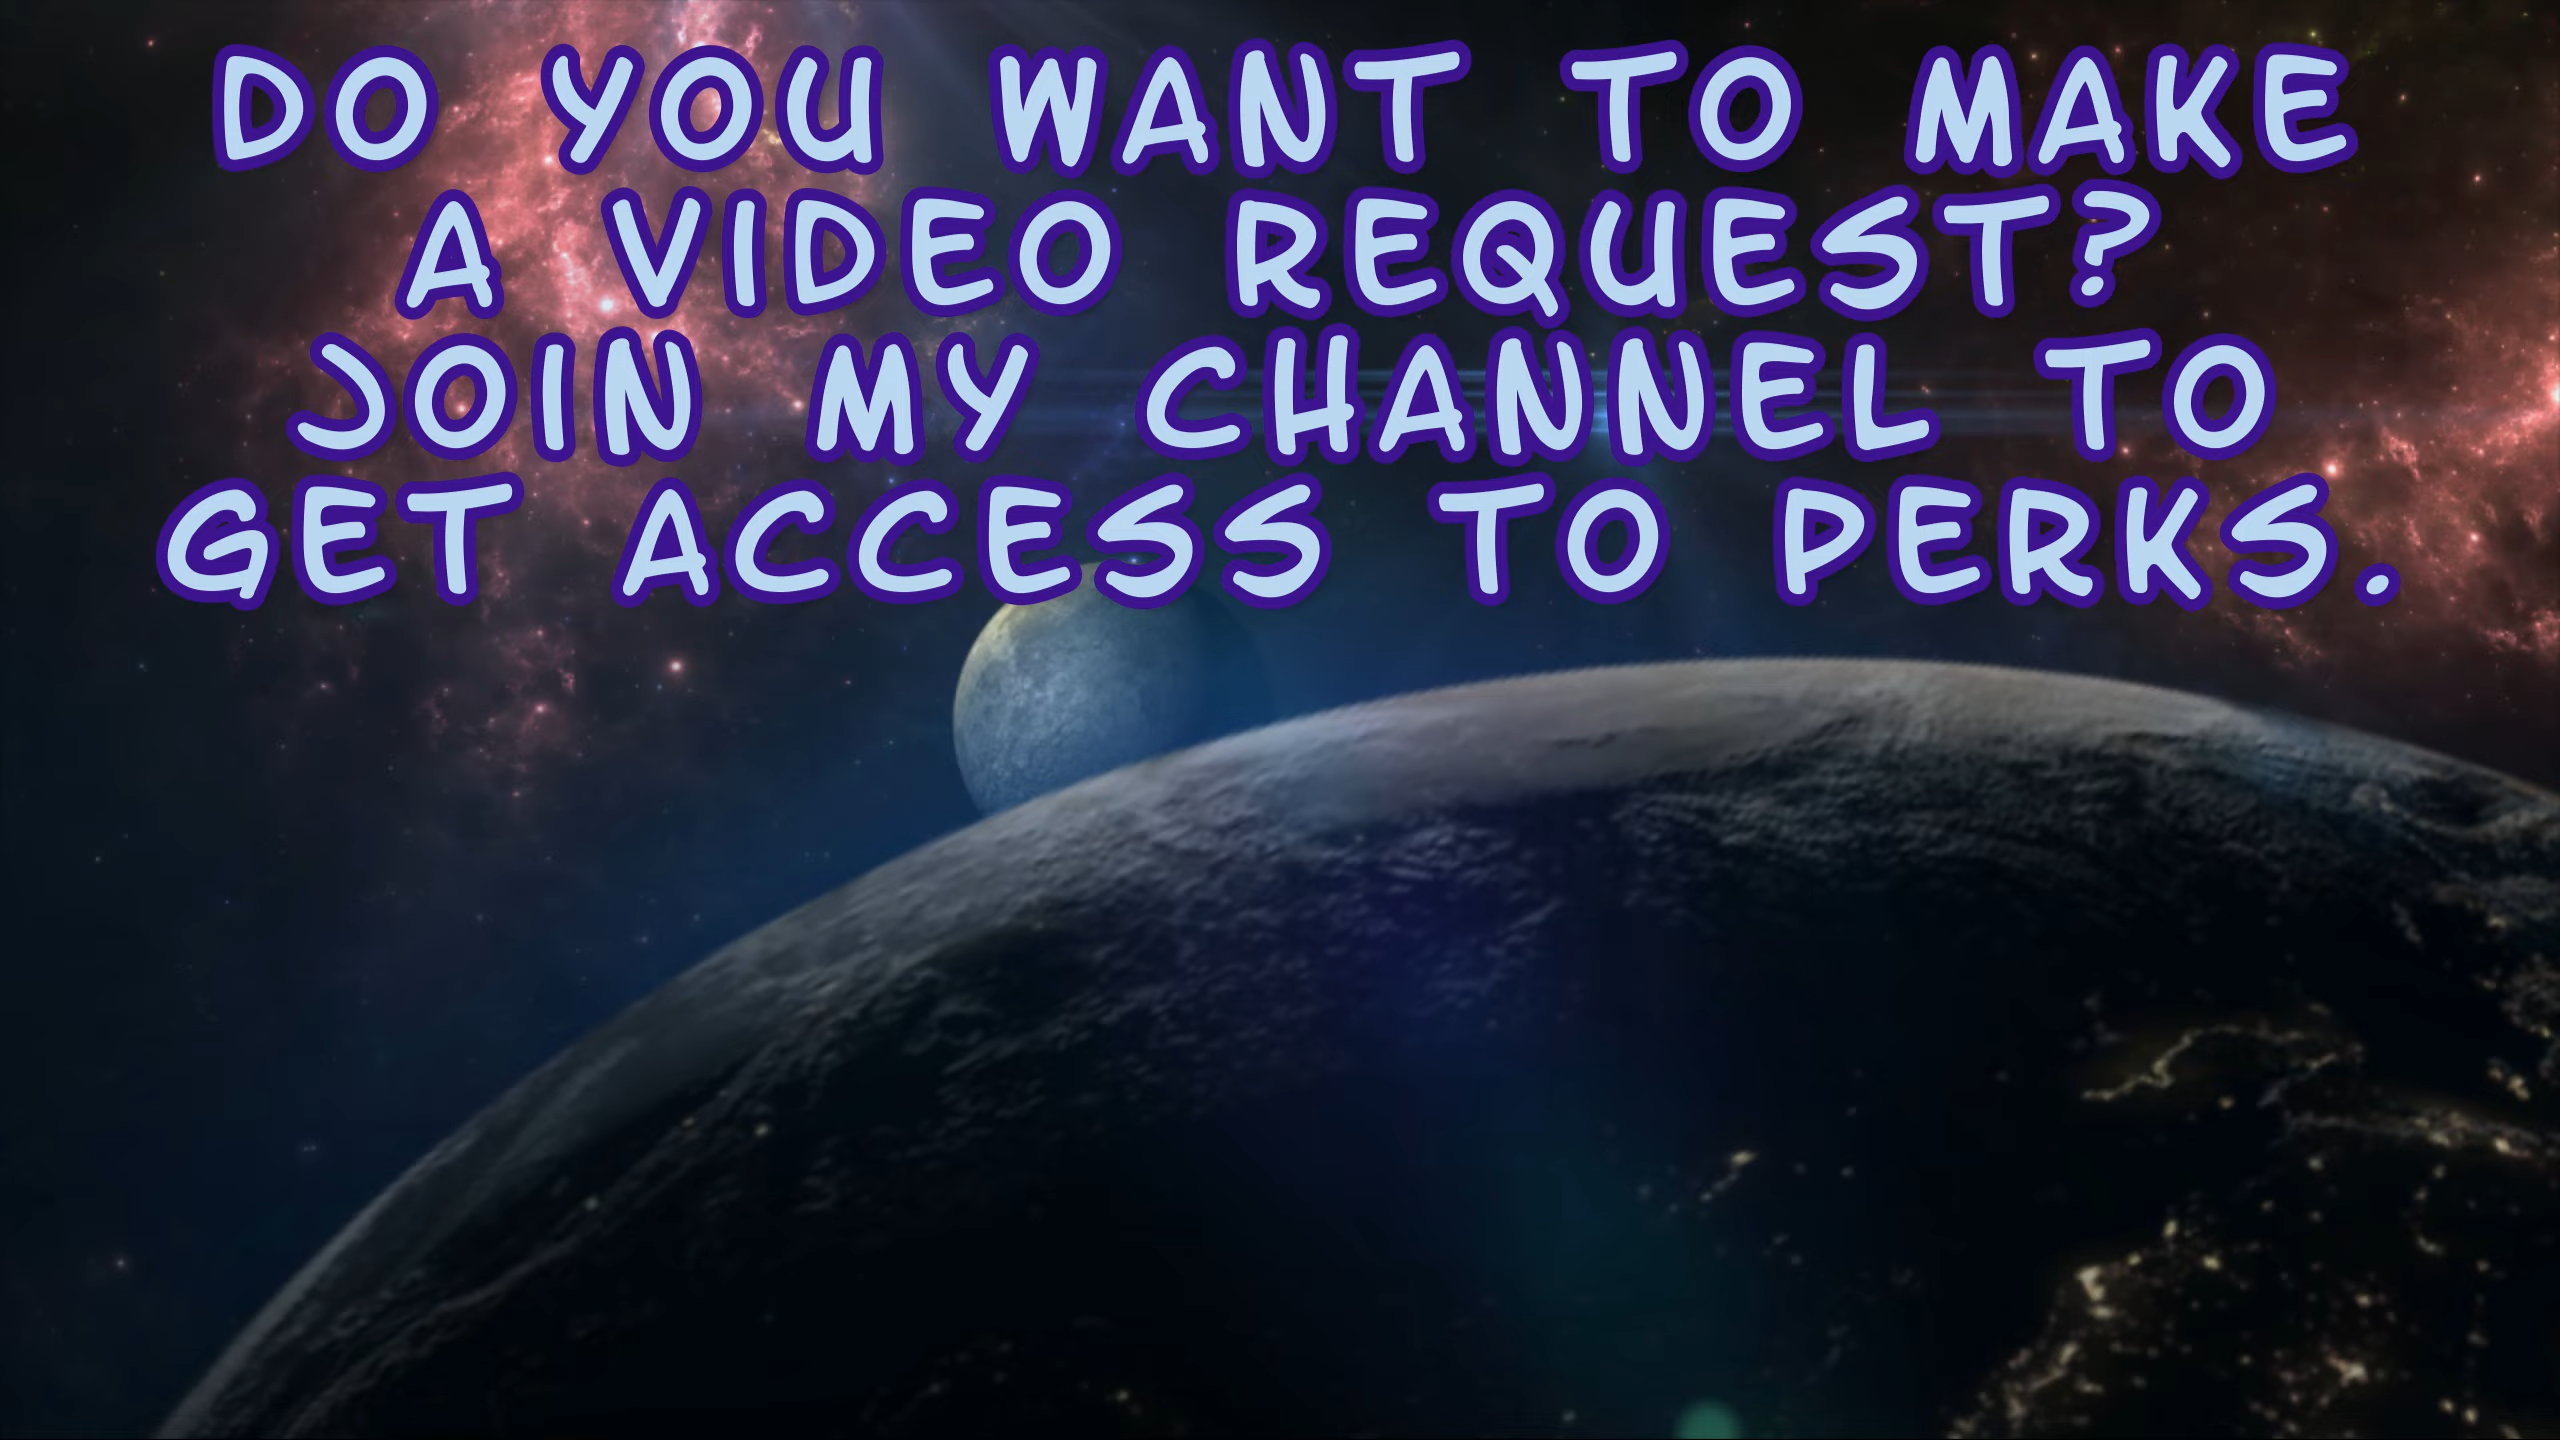 DO YOU WANT TO MAKE
A VIDEO REQUEST?
JOIN MY CHANNEL TO
GET ACCESS TO PERKS.